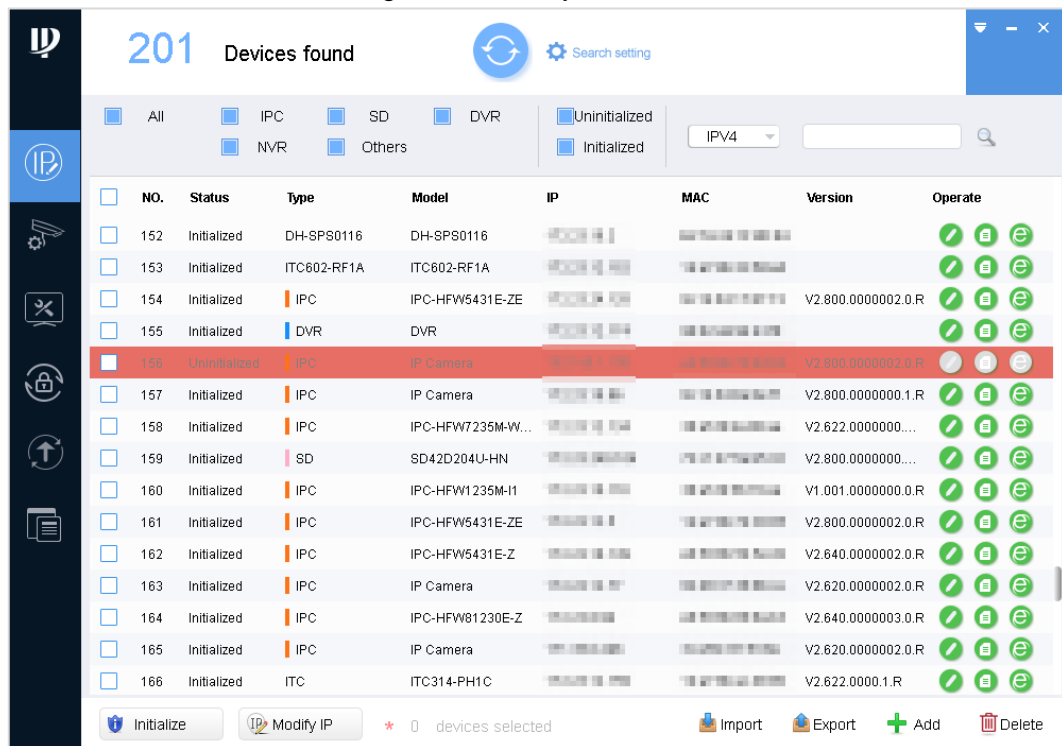 201 Devices found Search setting
All IPC SD DVR Uninitialized
NVR Others Initialized IPV4
NO. Status Type Model IP MAC Version Operate
152 Initialized DH-SPS0116 DH-SPS0116
153 Initialized ITC602-RF1A ITC602-RF1A
154 Initialized IPC IPC-HFW5431E-ZE V2.800.0000002.0.R
155 Initialized DVR DVR
156 Uninitialized IPC IP Camera V2.800.0000002.0.R
157 Initialized IPC IP Camera V2.800.0000000.1.R
158 Initialized IPC IPC-HFW7235M-W... V2.622.0000000....
159 Initialized SD SD42D204U-HN V2.800.0000000....
160 Initialized IPC IPC-HFW1235M-I1 V1.001.0000000.0.R
161 Initialized IPC IPC-HFW5431E-ZE V2.800.0000002.0.R
162 Initialized IPC IPC-HFW5431E-Z V2.640.0000002.0.R
163 Initialized IPC IP Camera V2.620.0000002.0.R
164 Initialized IPC IPC-HFW81230E-Z V2.640.0000003.0.R
165 Initialized IPC IP Camera V2.620.0000002.0.R
166 Initialized ITC ITC314-PH1C V2.622.0000.1.R
Initialize IP Modify IP * 0 devices selected Import Export Add Delete